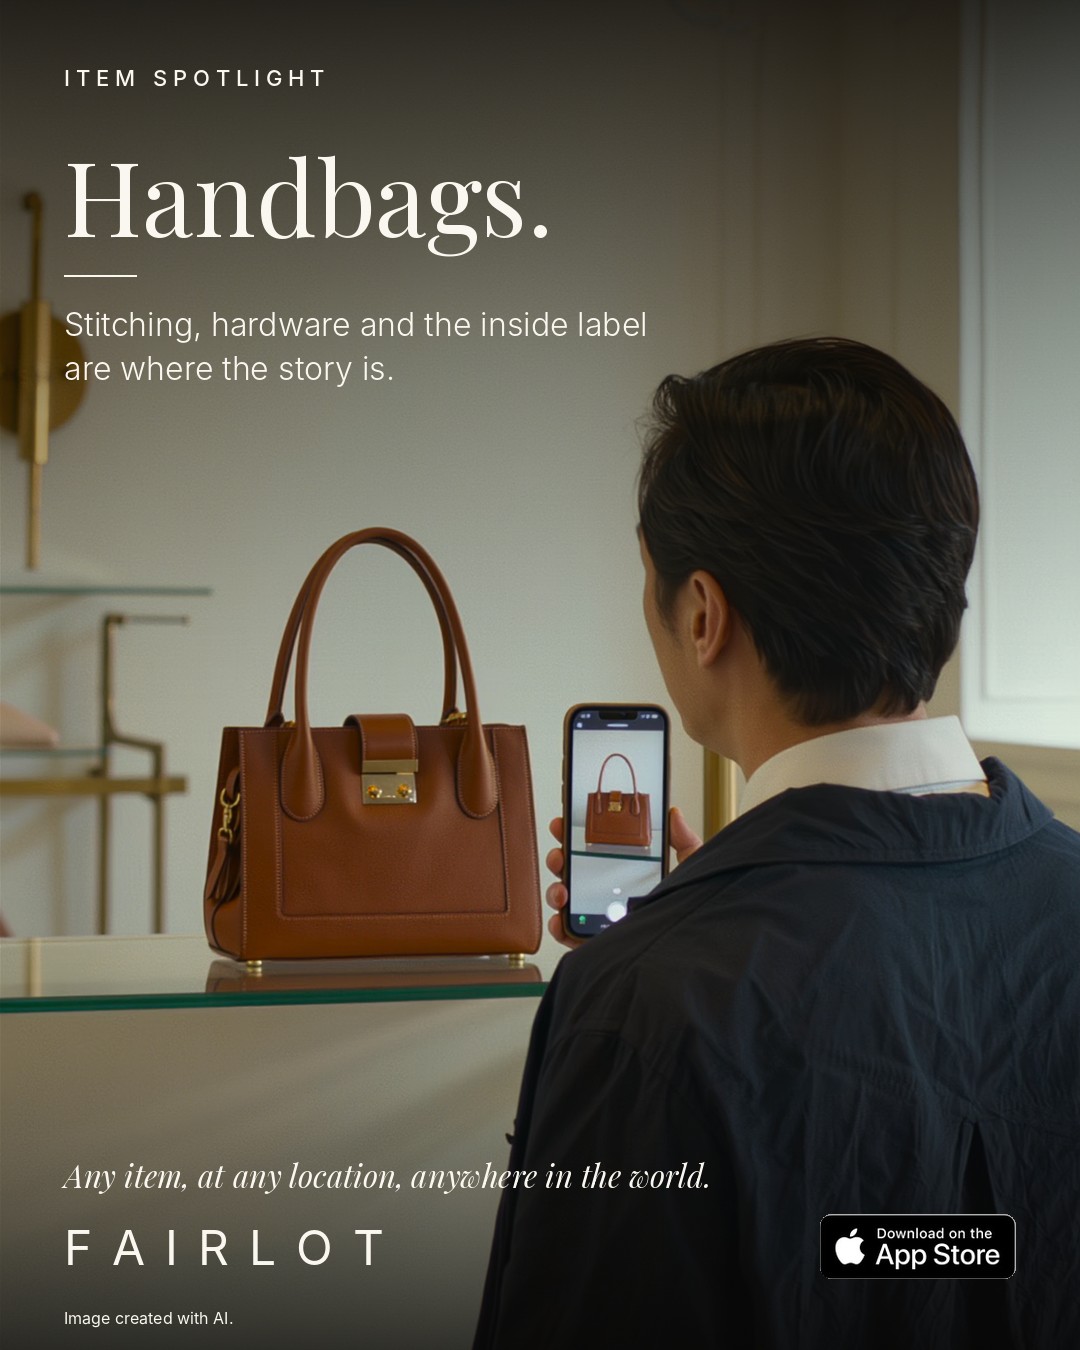 ITEM SPOTLIGHT
Handbags.
Stitching, hardware and the inside label
are where the story is.
Any item, at any location, anywhere in the world.
FAIRLOT
Download on the
App Store
Image created with AI.